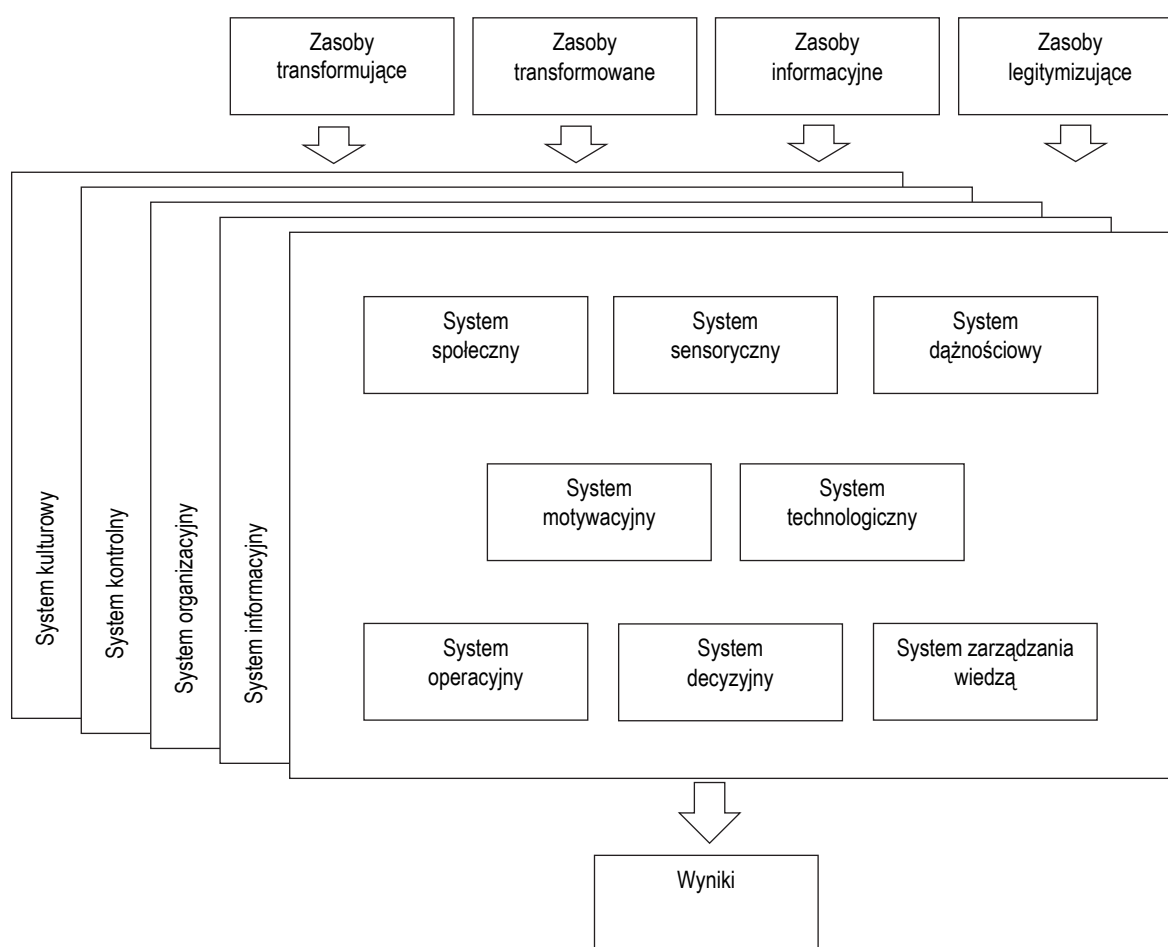 Zasoby
transformujące
Zasoby
transformowane
Zasoby
informacyjne
Zasoby
legitymizujące
System kulturowy
System kontrolny
System organizacyjny
System informacyjny
System
społeczny
System
sensoryczny
System
dążnościowy
System
motywacyjny
System
technologiczny
System
operacyjny
System
decyzyjny
System zarządzania
wiedzą
Wyniki